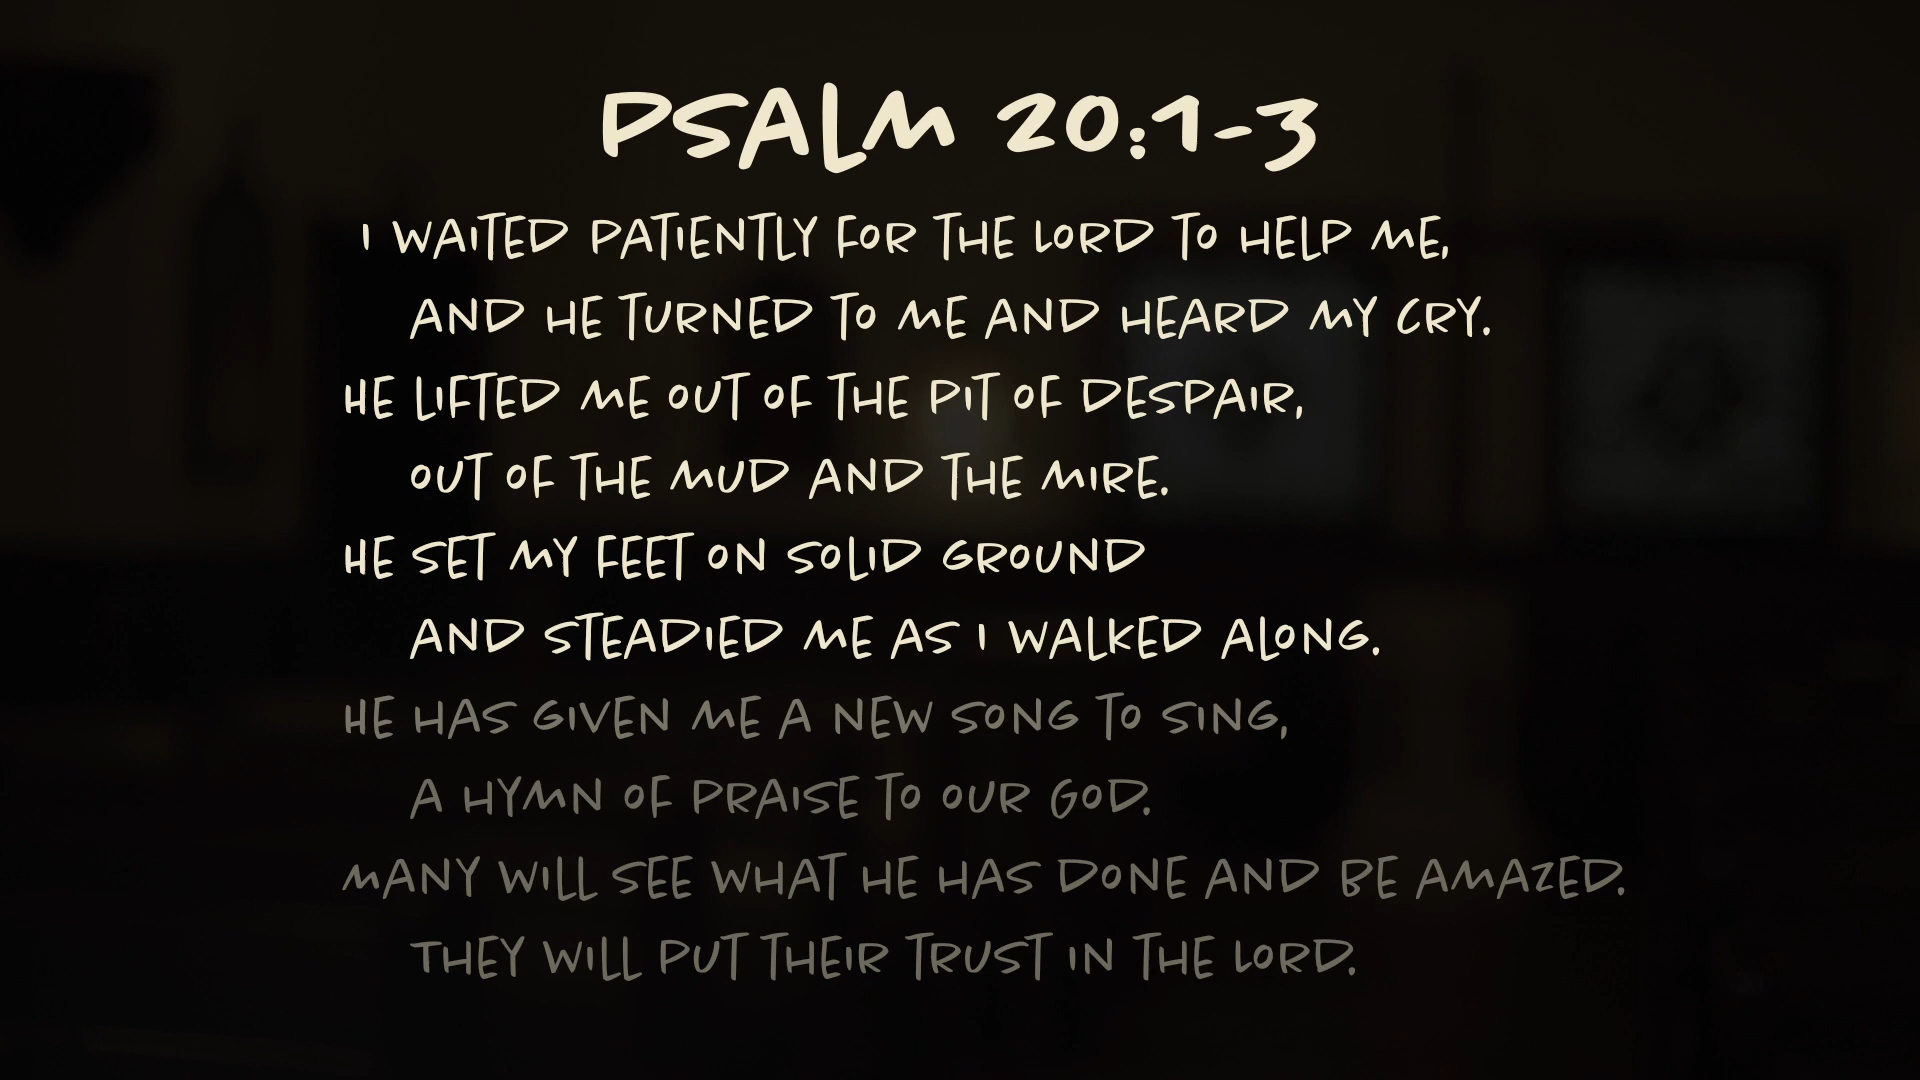 PSALM 20:1-3
I WAITED PATIENTLY FOR THE LORD TO HELP ME,
AND HE TURNED TO ME AND HEARD MY CRY.
HE LIFTED ME OUT OF THE PIT OF DESPAIR,
OUT OF THE MUD AND THE MIRE.
HE SET MY FEET ON SOLID GROUND
AND STEADIED ME AS I WALKED ALONG.
HE HAS GIVEN ME A NEW SONG TO SING,
A HYMN OF PRAISE TO OUR GOD.
MANY WILL SEE WHAT HE HAS DONE AND BE AMAZED.
THEY WILL PUT THEIR TRUST IN THE LORD.